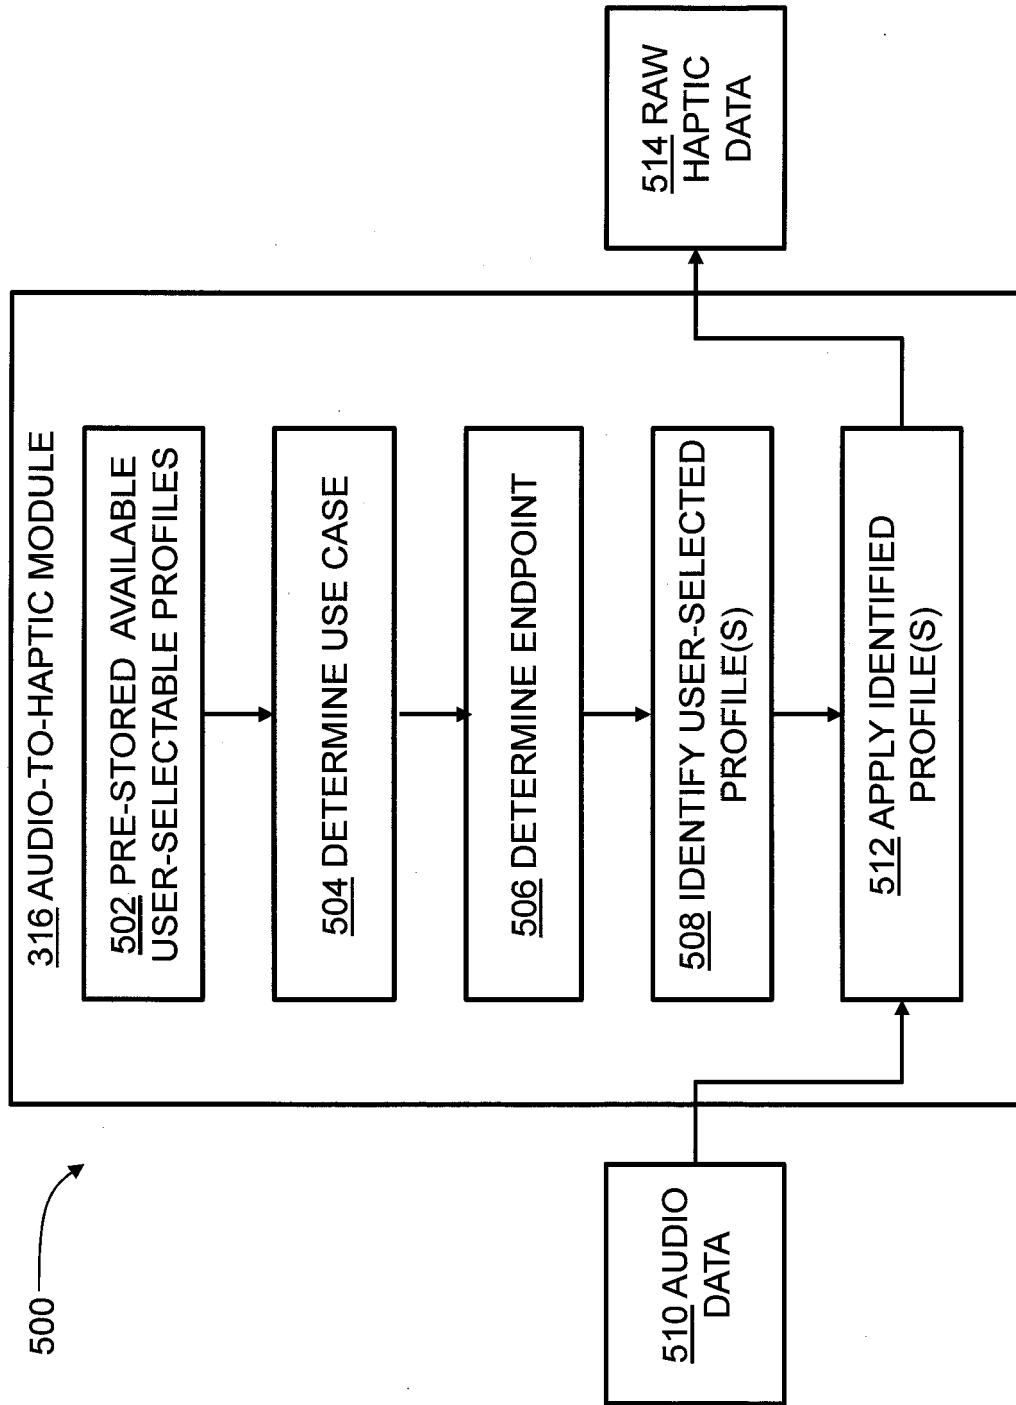 500
316 AUDIO-TO-HAPTIC MODULE
502 PRE-STORED AVAILABLE
USER-SELECTABLE PROFILES
504 DETERMINE USE CASE
506 DETERMINE ENDPOINT
508 IDENTIFY USER-SELECTED
PROFILE(S)
510 AUDIO
DATA
512 APPLY IDENTIFIED
PROFILE(S)
514 RAW
HAPTIC
DATA